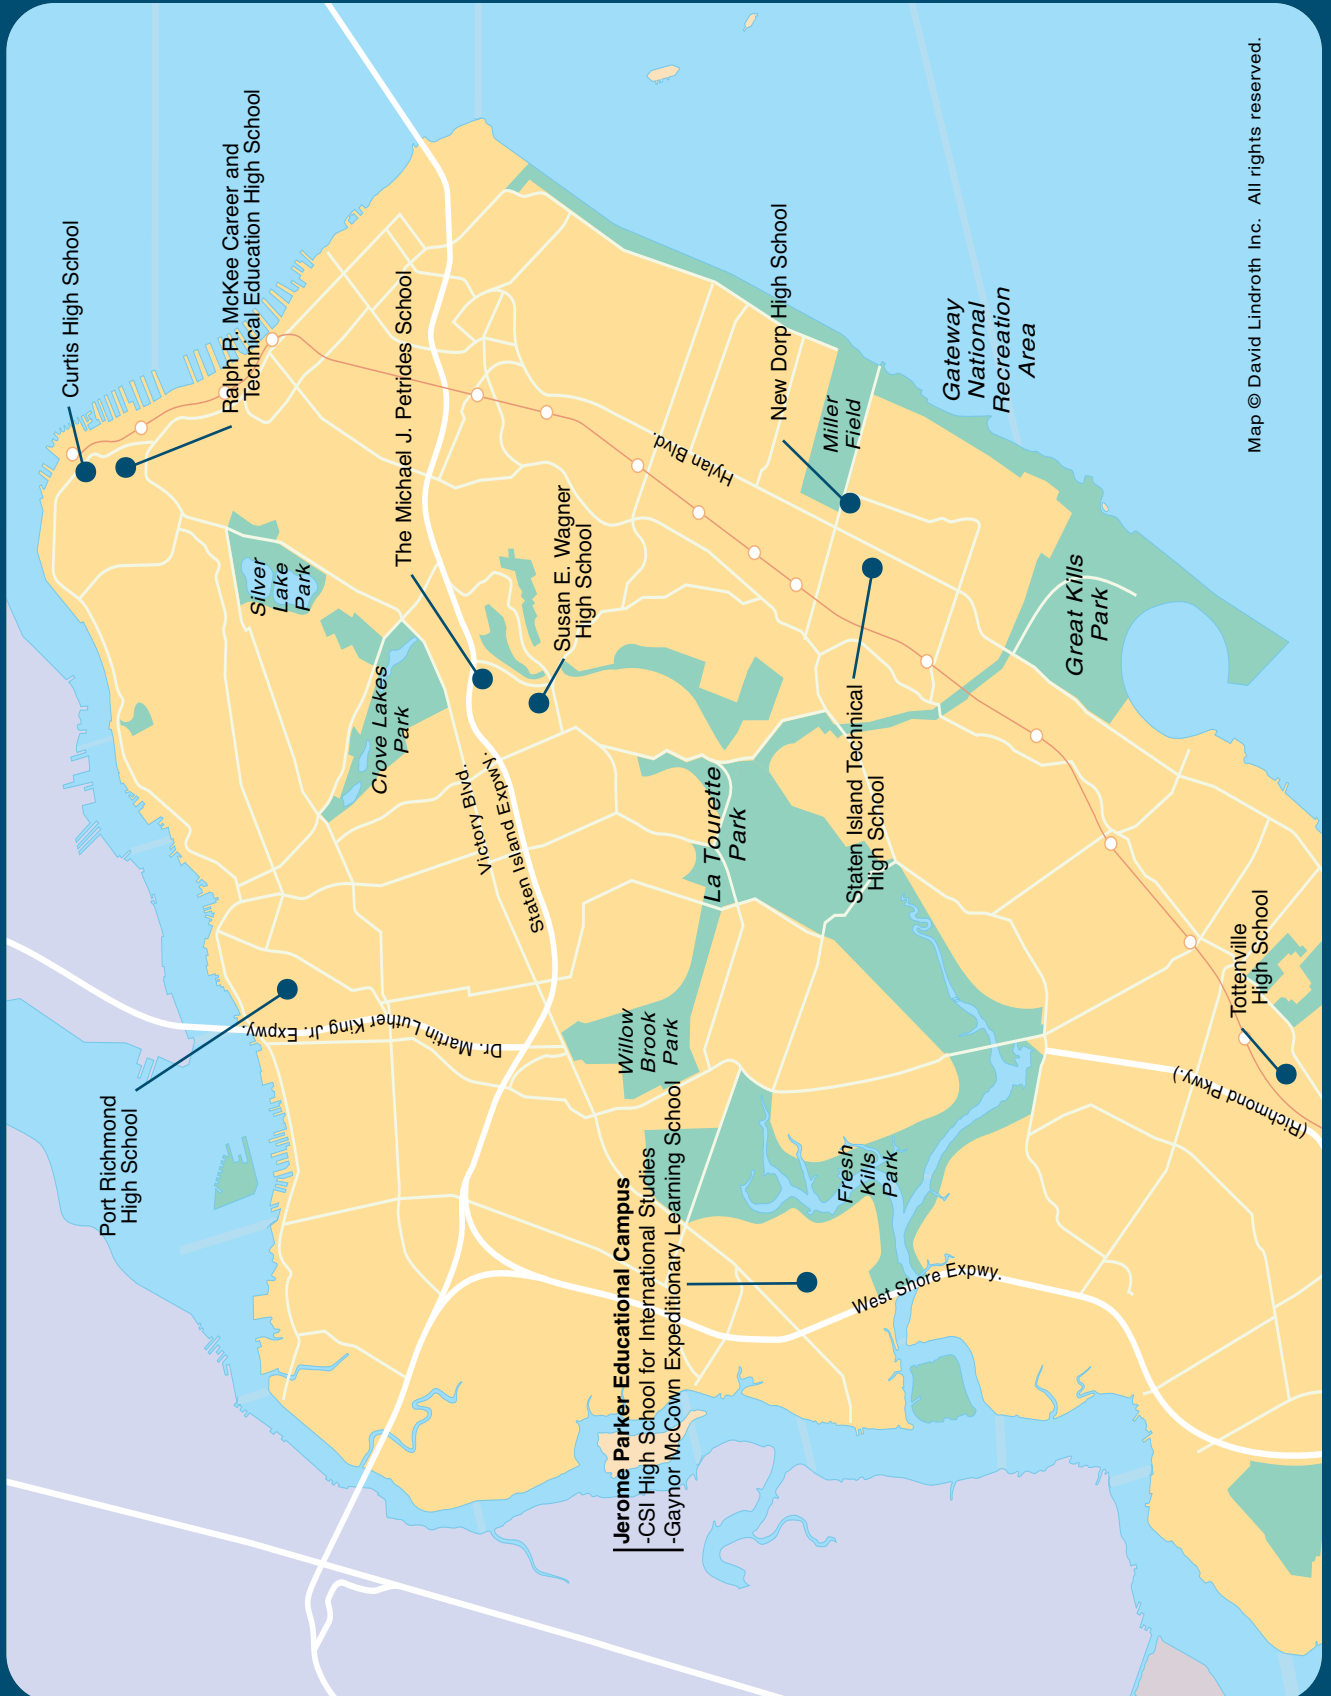 Curtis High School
Ralph R. McKee Career and
Technical Education High School
The Michael J. Petrides School
Susan E. Wagner
High School
New Dorp High School
Staten Island Technical
High School
Port Richmond
High School
Jerome Parker Educational Campus
-CSI High School for International Studies
-Gaynor McCown Expeditionary Learning School
Tottenville
High School
Silver
Lake
Park
Clove Lakes
Park
Willow
Brook
Park
La Tourette
Park
Fresh
Kills
Park
Great Kills
Park
Miller
Field
Gateway
National
Recreation
Area
Hylan Blvd.
Victory Blvd.
Staten Island Expwy.
Dr. Martin Luther King Jr. Expwy.
West Shore Expwy.
(Richmond Pkwy.)
Map © David Lindroth Inc. All rights reserved.